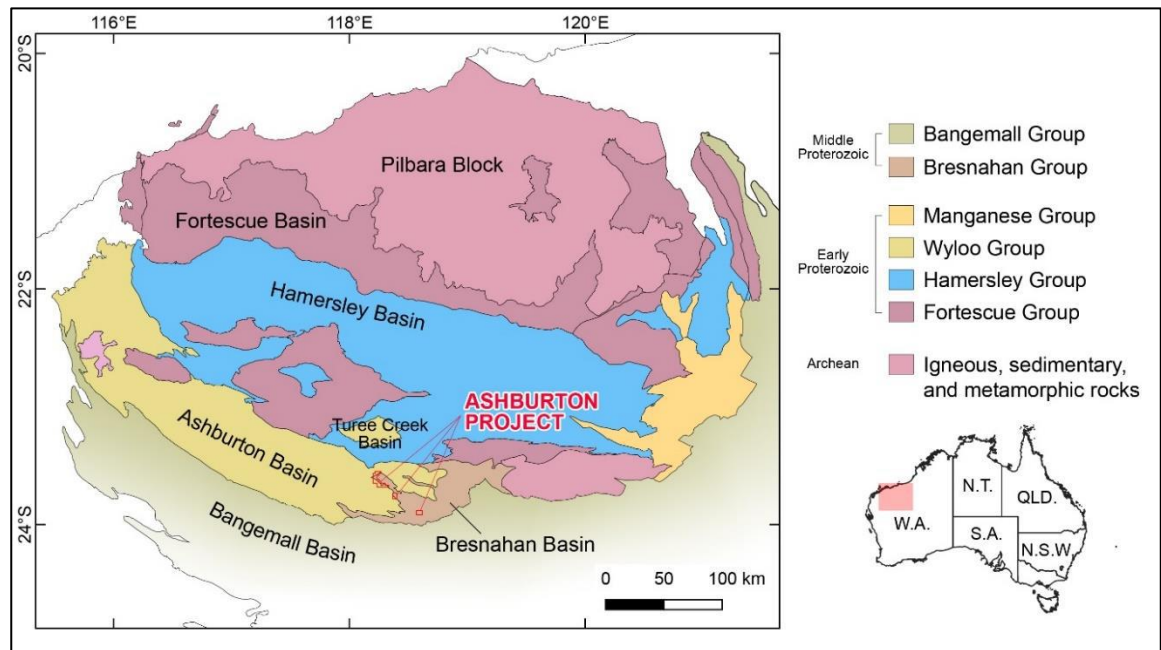 116°E
118°E
120°E
20°S
22°S
24°S
Pilbara Block
Fortescue Basin
Hamersley Basin
ASHBURTON
PROJECT
Turee Creek
Basin
Ashburton Basin
Bangemall Basin
Bresnahan Basin
0 50 100 km
Middle
Proterozoic
Bangemall Group
Bresnahan Group
Early
Proterozoic
Manganese Group
Wyloo Group
Hamersley Group
Fortescue Group
Archean
Igneous, sedimentary,
and metamorphic rocks
N.T.
QLD.
W.A.
S.A.
N.S.W